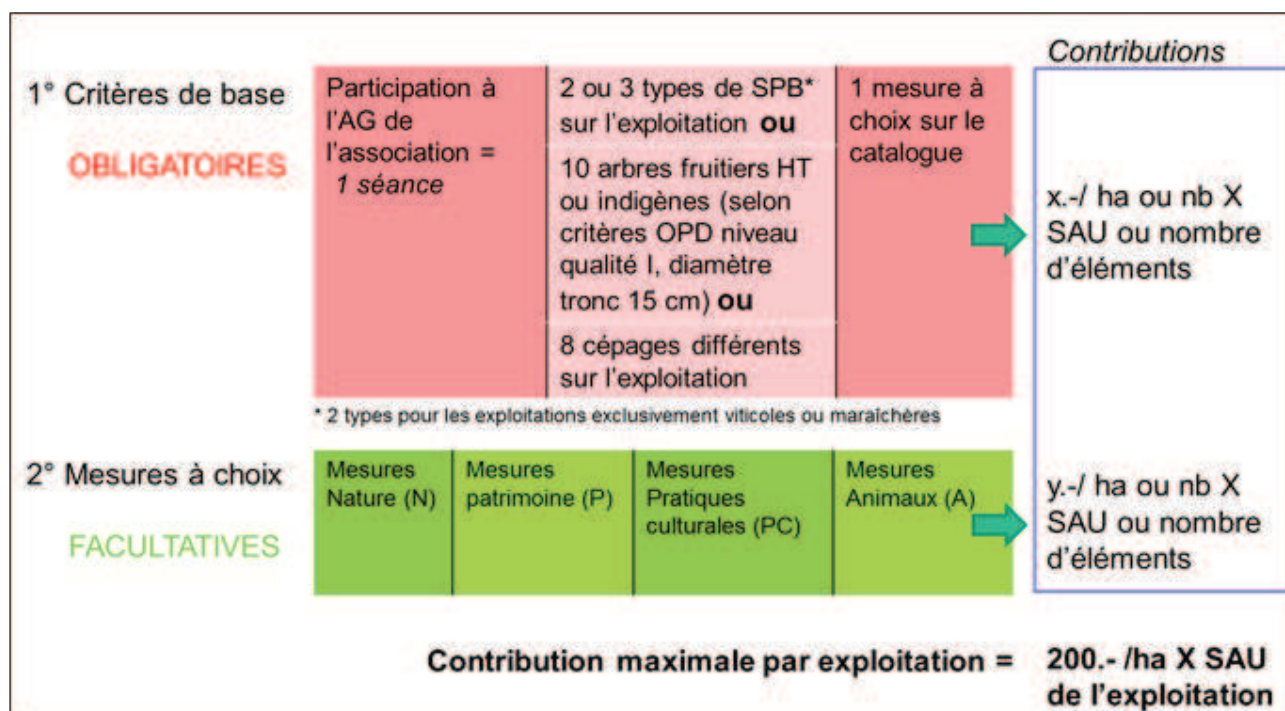 Contributions
1° Critères de base
OBLIGATOIRES
Participation à
l'AG de
l'association =
1 séance
2 ou 3 types de SPB*
sur l'exploitation ou
10 arbres fruitiers HT
ou indigènes (selon
critères OPD niveau
qualité I, diamètre
tronc 15 cm) ou
8 cépages différents
sur l'exploitation
1 mesure à
choix sur le
catalogue
x.-/ ha ou nb X
SAU ou nombre
d'éléments
* 2 types pour les exploitations exclusivement viticoles ou maraîchères
2° Mesures à choix
FACULTATIVES
Mesures
Nature (N)
Mesures
patrimoine (P)
Mesures
Pratiques
culturales (PC)
Mesures
Animaux (A)
y.-/ ha ou nb X
SAU ou nombre
d'éléments
Contribution maximale par exploitation =
200.- /ha X SAU
de l'exploitation